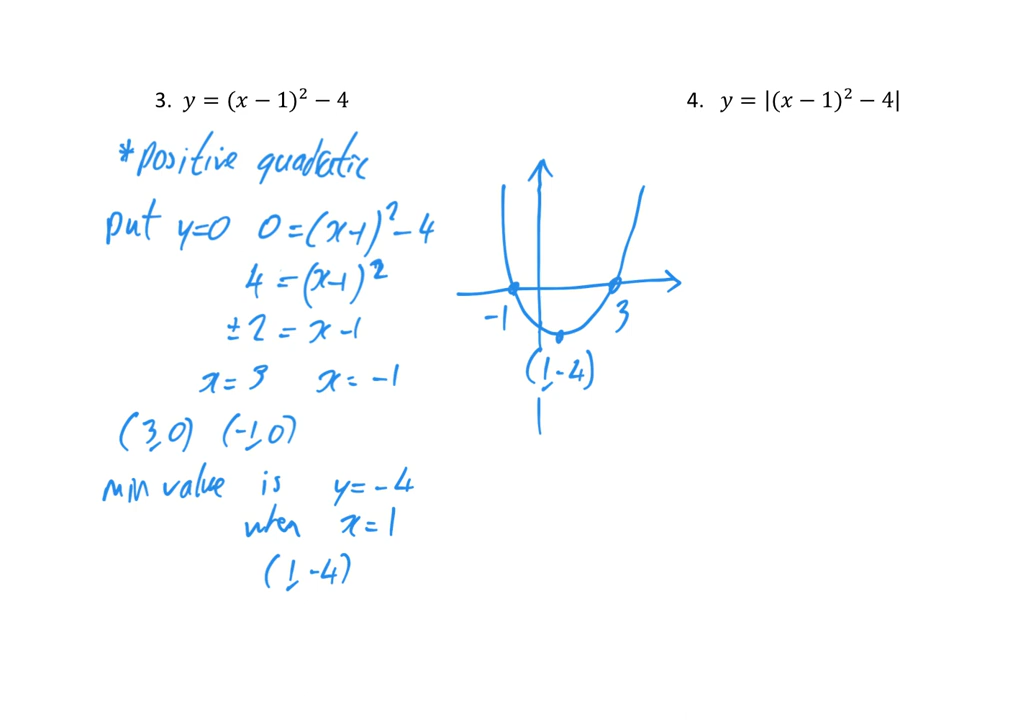 3. y = (x − 1)² − 4
*positive quadratic
put y=0 0=(x-1)²-4
4=(x-1)²
±2=x-1
x=3 x=-1
(3,0) (-1,0)
min value is y=-4
when x=1
(1,-4)
-1
3
(1,-4)
4. y = |(x − 1)² − 4|